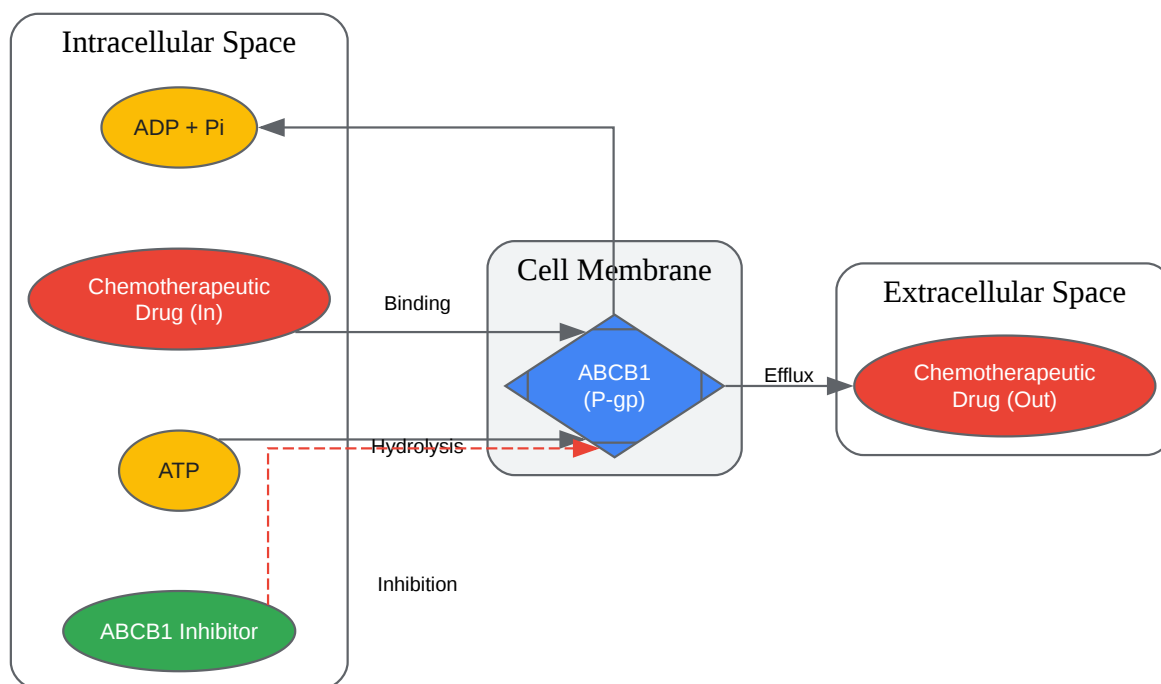 Intracellular Space
ADP + Pi
Chemotherapeutic
Drug (In)
Binding
Cell Membrane
ABCB1
(P-gp)
Efflux
Extracellular Space
Chemotherapeutic
Drug (Out)
ATP
Hydrolysis
Inhibition
ABCB1 Inhibitor